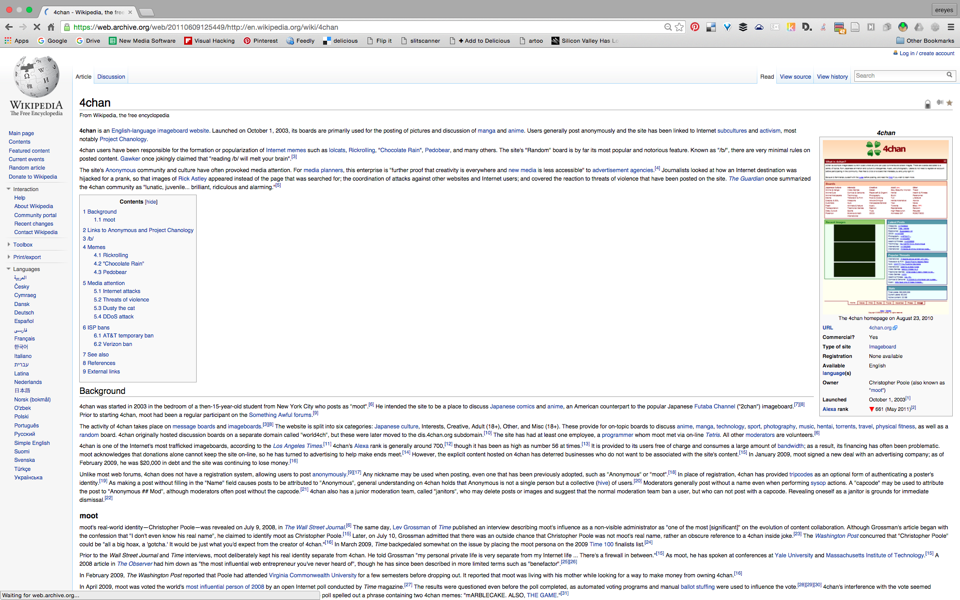 4chan - Wikipedia, the free
ereyes
https://web.archive.org/web/20110609125449/http://en.wikipedia.org/wiki/4chan
Apps Google Drive New Media Software Visual Hacking Pinterest Feedly delicious Flip it slitscanner + Add to Delicious artoo Silicon Valley Has L
Other Bookmarks
Log in / create account
Article Discussion
Read View source View history Search
WIKIPEDIA
The Free Encyclopedia
Main page
Contents
Featured content
Current events
Random article
Donate to Wikipedia
Interaction
Help
About Wikipedia
Community portal
Recent changes
Contact Wikipedia
Toolbox
Print/export
Languages
العربية
Česky
Cymraeg
Dansk
Deutsch
Español
فارسی
Français
한국어
Italiano
עברית
Latina
Nederlands
日本語
Norsk (bokmål)
O'zbek
Polski
Português
Русский
Simple English
Suomi
Svenska
Türkçe
Українська
4chan
From Wikipedia, the free encyclopedia
4chan is an English-language imageboard website. Launched on October 1, 2003, its boards are primarily used for the posting of pictures and discussion of manga and anime. Users generally post anonymously and the site has been linked to Internet subcultures and activism, most
notably Project Chanology.
4chan users have been responsible for the formation or popularization of Internet memes such as lolcats, Rickrolling, "Chocolate Rain", Pedobear, and many others. The site's "Random" board is by far its most popular and notorious feature. Known as "/b/", there are very minimal rules on
posted content. Gawker once jokingly claimed that "reading /b/ will melt your brain".[3]
The site's Anonymous community and culture have often provoked media attention. For media planners, this enterprise is "further proof that creativity is everywhere and new media is less accessible" to advertisement agencies.[4] Journalists looked at how an Internet destination was
hijacked for a prank, so that images of Rick Astley appeared instead of the page that was searched for; the coordination of attacks against other websites and Internet users; and covered the reaction to threats of violence that have been posted on the site. The Guardian once summarized
the 4chan community as "lunatic, juvenile... brilliant, ridiculous and alarming."[5]
Contents [hide]
1 Background
1.1 moot
2 Links to Anonymous and Project Chanology
3 /b/
4 Memes
4.1 Rickrolling
4.2 "Chocolate Rain"
4.3 Pedobear
5 Media attention
5.1 Internet attacks
5.2 Threats of violence
5.3 Dusty the cat
5.4 DDoS attack
6 ISP bans
6.1 AT&T temporary ban
6.2 Verizon ban
7 See also
8 References
9 External links
4chan
4chan
The 4chan homepage on August 23, 2010
URL 4chan.org
Commercial? Yes
Type of site Imageboard
Registration None available
Available language(s) English
Owner Christopher Poole (also known as "moot")
Launched October 1, 2003[1]
Alexa rank 661 (May 2011)[2]
Background
4chan was started in 2003 in the bedroom of a then-15-year-old student from New York City who posts as "moot".[6] He intended the site to be a place to discuss Japanese comics and anime, an American counterpart to the popular Japanese Futaba Channel ("2chan") imageboard.[7][8]
Prior to starting 4chan, moot had been a regular participant on the Something Awful forums.[9]
The activity of 4chan takes place on message boards and imageboards.[3][8] The website is split into six categories: Japanese culture, Interests, Creative, Adult (18+), Other, and Misc (18+). These provide for on-topic boards to discuss anime, manga, technology, sport, photography, music, hentai, torrents, travel, physical fitness, as well as a
random board. 4chan originally hosted discussion boards on a separate domain called "world4ch", but these were later moved to the dis.4chan.org subdomain.[10] The site has had at least one employee, a programmer whom moot met via on-line Tetris. All other moderators are volunteers.[6]
4chan is one of the Internet's most trafficked imageboards, according to the Los Angeles Times.[11] 4chan's Alexa rank is generally around 700,[12] though it has been as high as number 56 at times.[13] It is provided to its users free of charge and consumes a large amount of bandwidth; as a result, its financing has often been problematic.
moot acknowledges that donations alone cannot keep the site on-line, so he has turned to advertising to help make ends meet.[14] However, the explicit content hosted on 4chan has deterred businesses who do not want to be associated with the site's content.[15] In January 2009, moot signed a new deal with an advertising company; as of
February 2009, he was $20,000 in debt and the site was continuing to lose money.[16]
Unlike most web forums, 4chan does not have a registration system, allowing users to post anonymously.[9][17] Any nickname may be used when posting, even one that has been previously adopted, such as "Anonymous" or "moot".[18] In place of registration, 4chan has provided tripcodes as an optional form of authenticating a poster's
identity.[19] As making a post without filling in the "Name" field causes posts to be attributed to "Anonymous", general understanding on 4chan holds that Anonymous is not a single person but a collective (hive) of users.[20] Moderators generally post without a name even when performing sysop actions. A "capcode" may be used to attribute
the post to "Anonymous ## Mod", although moderators often post without the capcode.[21] 4chan also has a junior moderation team, called "janitors", who may delete posts or images and suggest that the normal moderation team ban a user, but who can not post with a capcode. Revealing oneself as a janitor is grounds for immediate
dismissal.[22]
moot
moot's real-world identity—Christopher Poole—was revealed on July 9, 2008, in The Wall Street Journal.[6] The same day, Lev Grossman of Time published an interview describing moot's influence as a non-visible administrator as "one of the most [significant]" on the evolution of content collaboration. Although Grossman's article began with
the confession that "I don't even know his real name", he claimed to identify moot as Christopher Poole.[15] Later, on July 10, Grossman admitted that there was an outside chance that Christopher Poole was not moot's real name, rather an obscure reference to a 4chan inside joke.[23] The Washington Post concurred that "Christopher Poole"
could be "all a big hoax, a 'gotcha.' It would be just what you'd expect from the creator of 4chan."[16] In March 2009, Time backpedaled somewhat on the issue by placing the moot persona on the 2009 Time 100 finalists list.[24]
Prior to the Wall Street Journal and Time interviews, moot deliberately kept his real identity separate from 4chan. He told Grossman "my personal private life is very separate from my Internet life ... There's a firewall in between."[15] As moot, he has spoken at conferences at Yale University and Massachusetts Institute of Technology.[15] A
2008 article in The Observer had him down as "the most influential web entrepreneur you've never heard of", though he has since been described in more limited terms such as "benefactor".[25][26]
In February 2009, The Washington Post reported that Poole had attended Virginia Commonwealth University for a few semesters before dropping out. It reported that moot was living with his mother while looking for a way to make money from owning 4chan.[16]
In April 2009, moot was voted the world's most influential person of 2008 by an open Internet poll conducted by Time magazine.[27] The results were questioned even before the poll completed, as automated voting programs and manual ballot stuffing were used to influence the vote.[28][29][30] 4chan's interference with the vote seemed
poll spelled out a phrase containing two 4chan memes: "mARBLECAKE. ALSO, THE GAME."[31]
Waiting for web.archive.org...